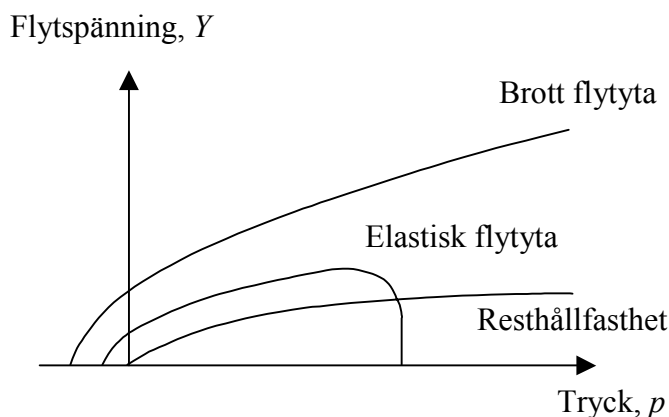 Flytspänning, Y
Brott flytyta
Elastisk flytyta
Resthållfasthet
Tryck, p